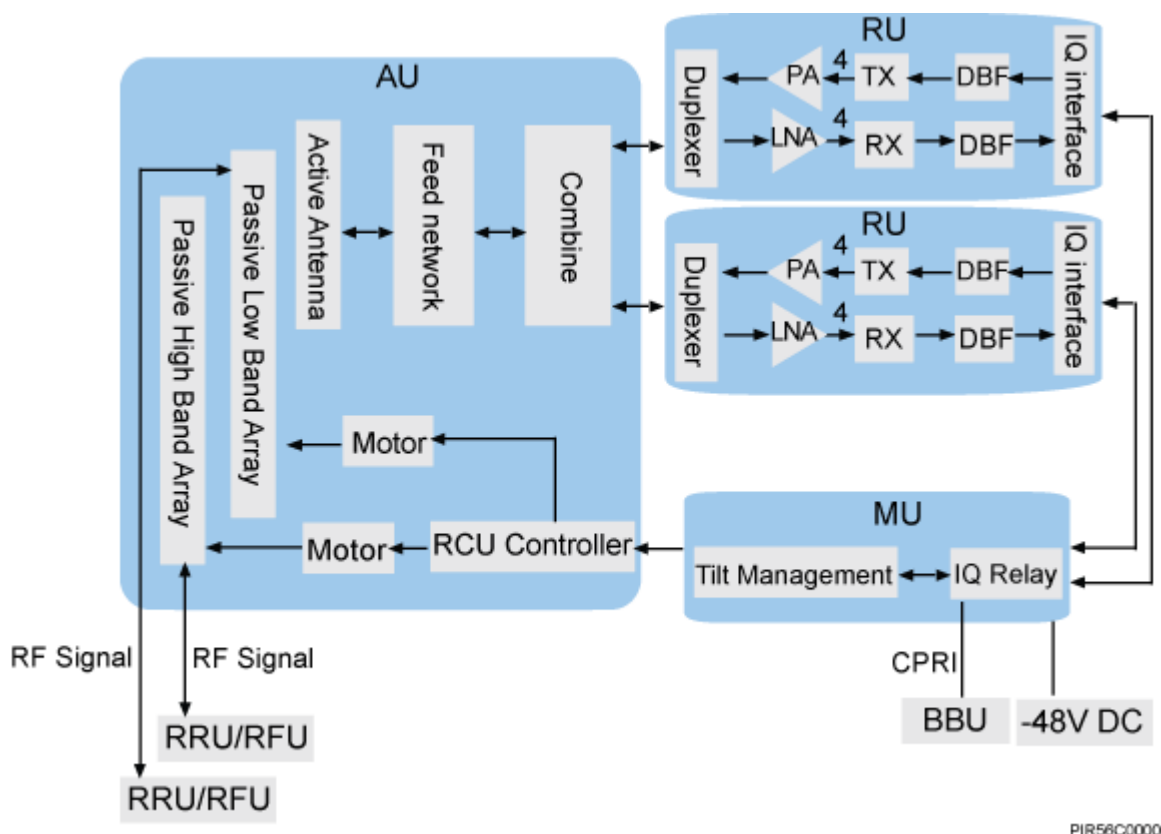 AU
Passive High Band Array
Passive Low Band Array
Active Antenna
Feed network
Combine
Motor
Motor
RCU Controller
RU
Duplexer
PA
4
TX
DBF
IQ interface
LNA
4
RX
DBF
RU
Duplexer
PA
4
TX
DBF
IQ interface
LNA
4
RX
DBF
MU
Tilt Management
IQ Relay
RF Signal
RF Signal
CPRI
RRU/RFU
RRU/RFU
BBU
-48V DC
PIR56C0000